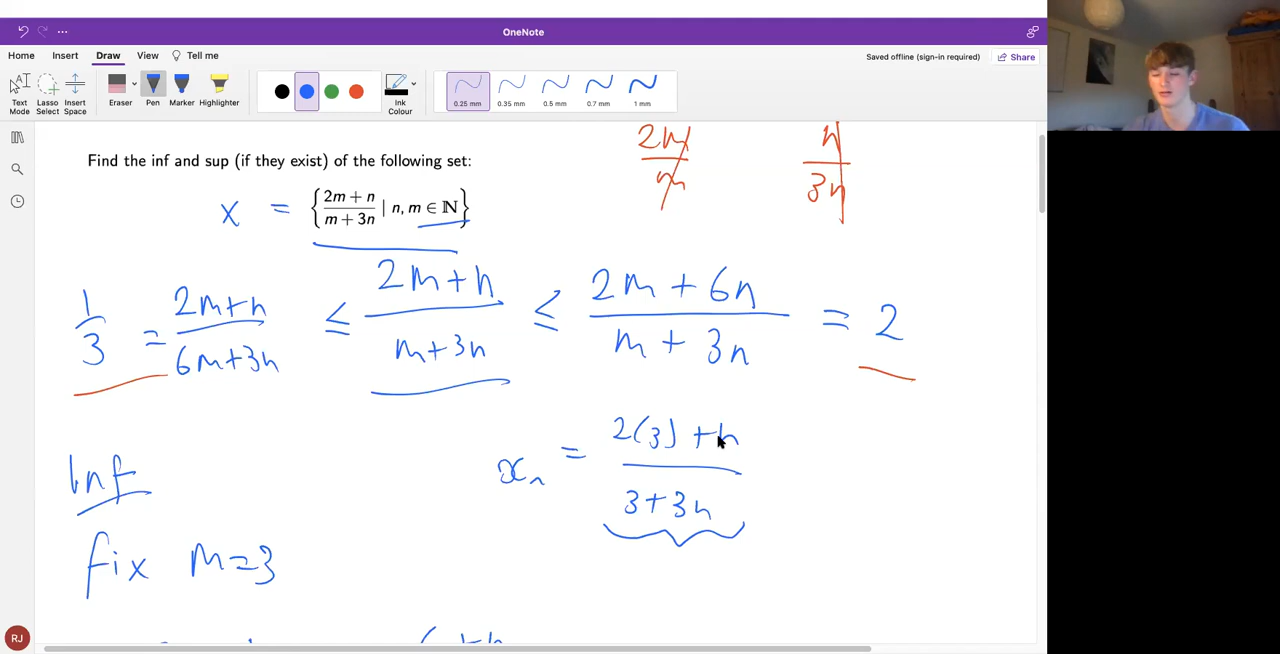 OneNote
Home Insert Draw View Tell me
Saved offline (sign-in required) Share
Text Mode Lasso Select Insert Space Eraser Pen Marker Highlighter Ink Colour 0.25 mm 0.35 mm 0.5 mm 0.7 mm 1 mm
2m/m n/3n
Find the inf and sup (if they exist) of the following set:
x = {2m + n / m + 3n | n, m ∈ ℕ}
1/3 = 2m+n / 6m+3n ≤ 2m+n / m+3n ≤ 2m + 6n / m + 3n = 2
xₙ = 2(3) + n / 3 + 3n
Inf
fix m=3
RJ